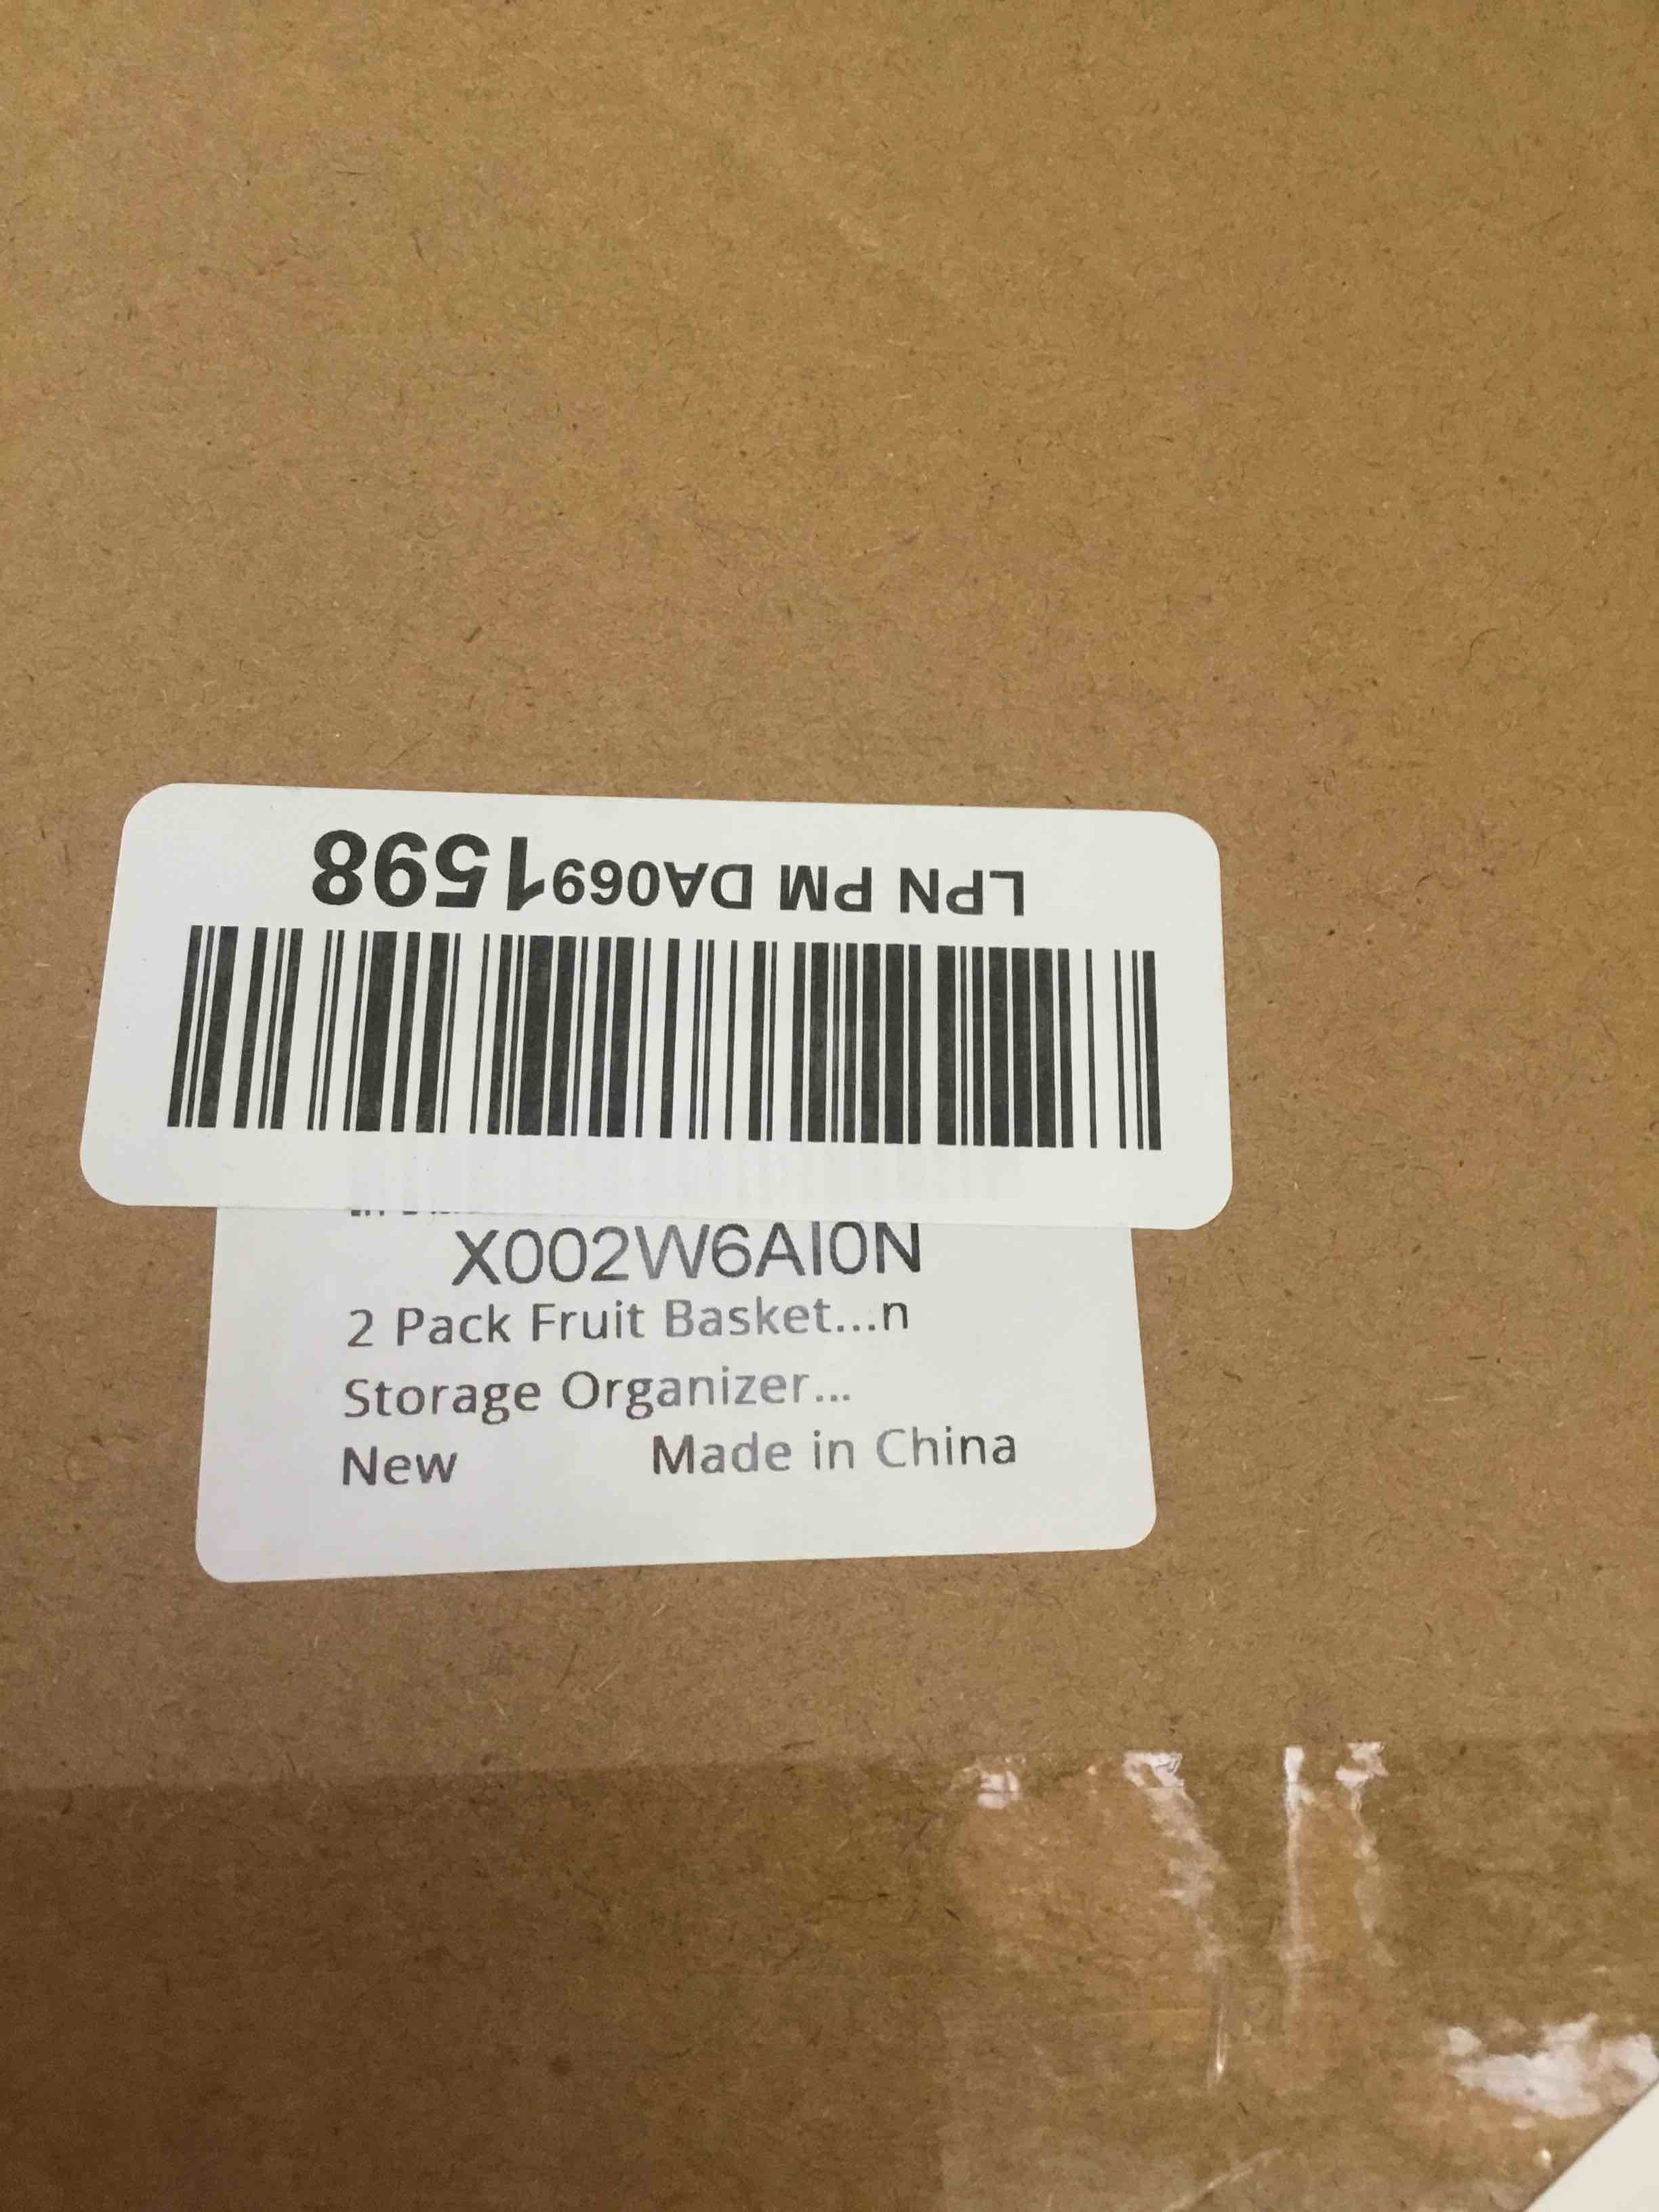 LPN PM DA0691598
X002W6AI0N
2 Pack Fruit Basket...n
Storage Organizer...
New Made in China